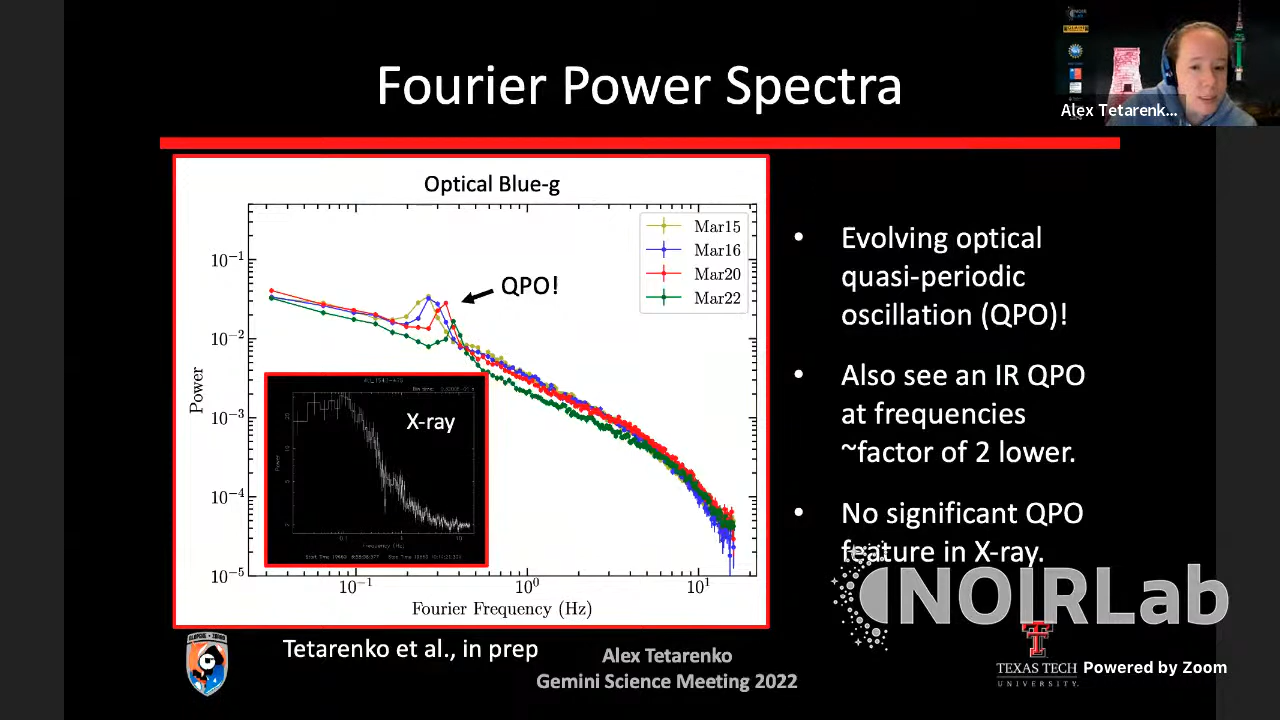 Fourier Power Spectra
Alex Tetarenk...
Optical Blue-g
Mar15
Mar16
Mar20
Mar22
QPO!
10⁻¹
10⁻²
10⁻³
10⁻⁴
10⁻⁵
Power
X-ray
Power
Frequency (Hz)
10⁻¹
10⁰
10¹
Fourier Frequency (Hz)
• Evolving optical
quasi-periodic
oscillation (QPO)!
• Also see an IR QPO
at frequencies
~factor of 2 lower.
• No significant QPO
feature in X-ray.
NOIRLab
Tetarenko et al., in prep
Alex Tetarenko
Gemini Science Meeting 2022
TEXAS TECH
UNIVERSITY.
Powered by Zoom